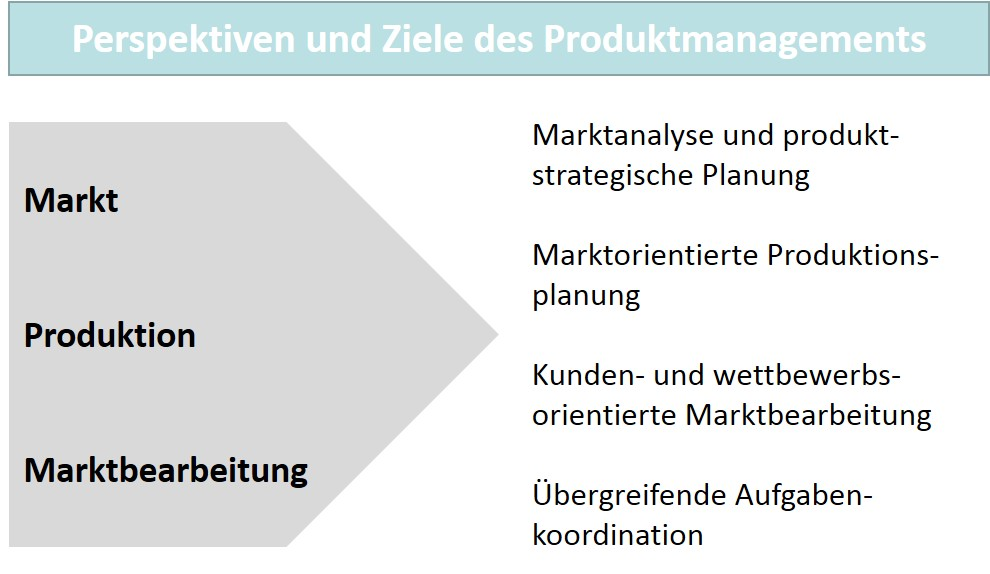 Perspektiven und Ziele des Produktmanagements
Markt
Produktion
Marktbearbeitung
Marktanalyse und produkt-
strategische Planung
Marktorientierte Produktions-
planung
Kunden- und wettbewerbs-
orientierte Marktbearbeitung
Übergreifende Aufgaben-
koordination